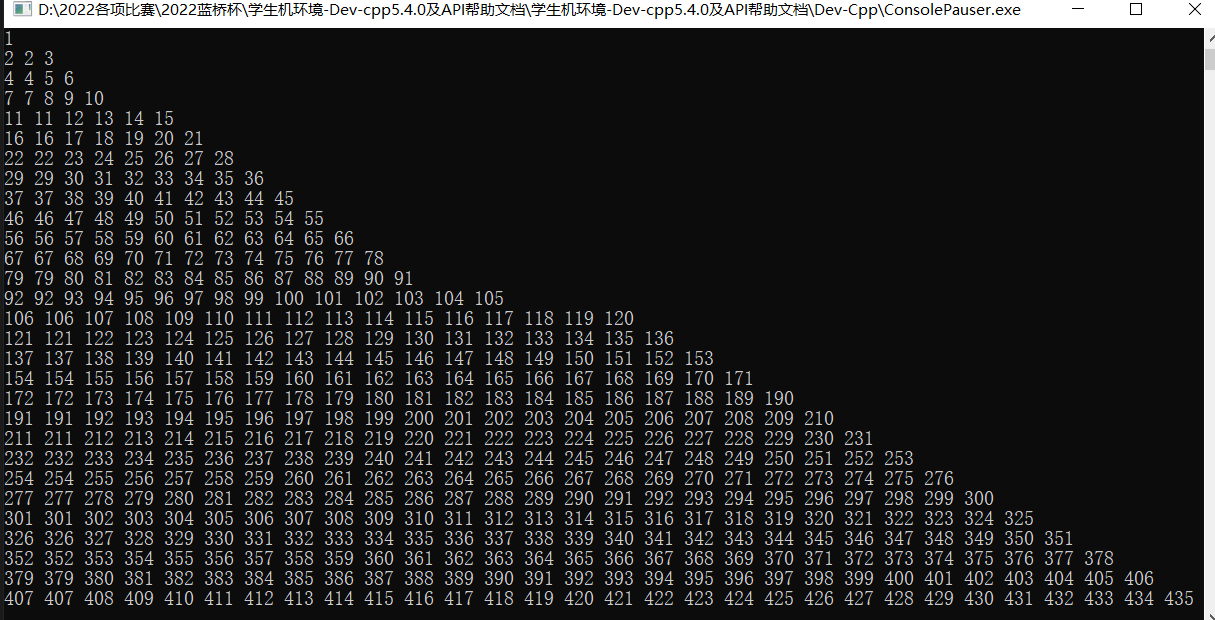 D:\2022各项比赛\2022蓝桥杯\学生机环境-Dev-cpp5.4.0及API帮助文档\学生机环境-Dev-cpp5.4.0及API帮助文档\Dev-Cpp\ConsolePauser.exe
1
2 2 3
4 4 5 6
7 7 8 9 10
11 11 12 13 14 15
16 16 17 18 19 20 21
22 22 23 24 25 26 27 28
29 29 30 31 32 33 34 35 36
37 37 38 39 40 41 42 43 44 45
46 46 47 48 49 50 51 52 53 54 55
56 56 57 58 59 60 61 62 63 64 65 66
67 67 68 69 70 71 72 73 74 75 76 77 78
79 79 80 81 82 83 84 85 86 87 88 89 90 91
92 92 93 94 95 96 97 98 99 100 101 102 103 104 105
106 106 107 108 109 110 111 112 113 114 115 116 117 118 119 120
121 121 122 123 124 125 126 127 128 129 130 131 132 133 134 135 136
137 137 138 139 140 141 142 143 144 145 146 147 148 149 150 151 152 153
154 154 155 156 157 158 159 160 161 162 163 164 165 166 167 168 169 170 171
172 172 173 174 175 176 177 178 179 180 181 182 183 184 185 186 187 188 189 190
191 191 192 193 194 195 196 197 198 199 200 201 202 203 204 205 206 207 208 209 210
211 211 212 213 214 215 216 217 218 219 220 221 222 223 224 225 226 227 228 229 230 231
232 232 233 234 235 236 237 238 239 240 241 242 243 244 245 246 247 248 249 250 251 252 253
254 254 255 256 257 258 259 260 261 262 263 264 265 266 267 268 269 270 271 272 273 274 275 276
277 277 278 279 280 281 282 283 284 285 286 287 288 289 290 291 292 293 294 295 296 297 298 299 300
301 301 302 303 304 305 306 307 308 309 310 311 312 313 314 315 316 317 318 319 320 321 322 323 324 325
326 326 327 328 329 330 331 332 333 334 335 336 337 338 339 340 341 342 343 344 345 346 347 348 349 350 351
352 352 353 354 355 356 357 358 359 360 361 362 363 364 365 366 367 368 369 370 371 372 373 374 375 376 377 378
379 379 380 381 382 383 384 385 386 387 388 389 390 391 392 393 394 395 396 397 398 399 400 401 402 403 404 405 406
407 407 408 409 410 411 412 413 414 415 416 417 418 419 420 421 422 423 424 425 426 427 428 429 430 431 432 433 434 435